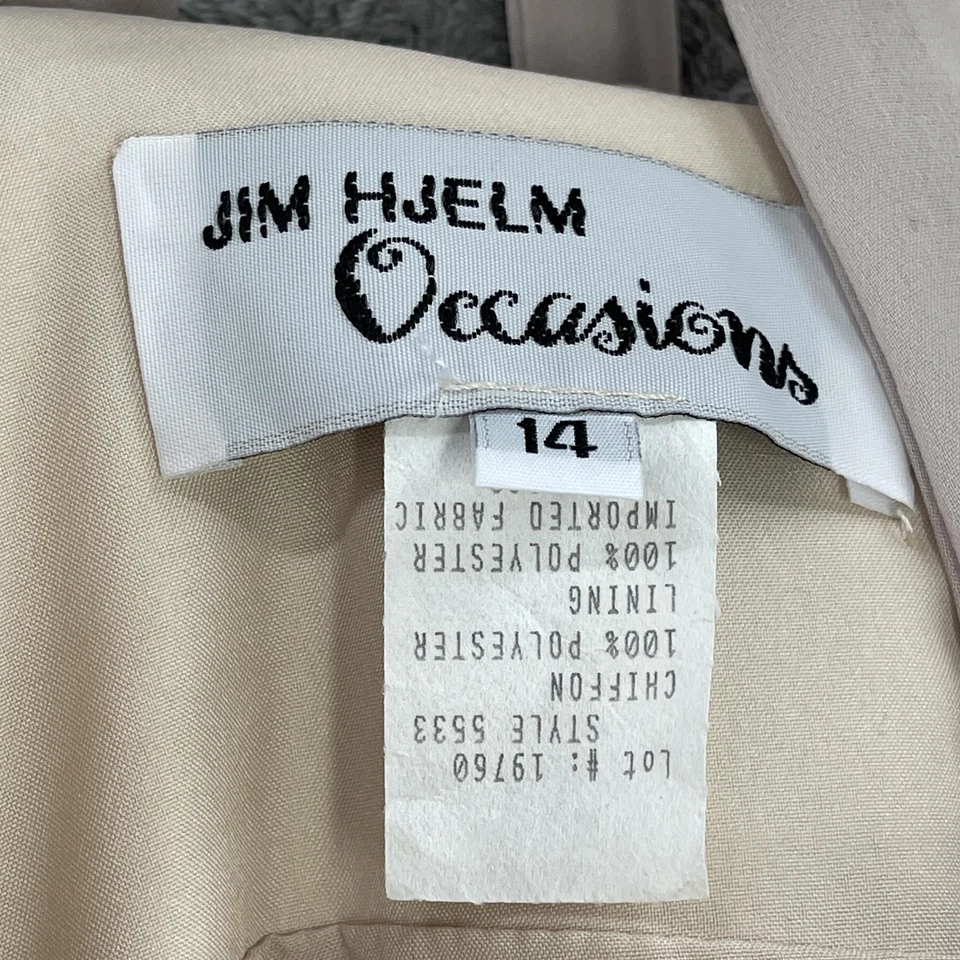 JIM HJELM
Occasions
14
Lot #: 19760
STYLE 5533
CHIFFON
100% POLYESTER
LINING
100% POLYESTER
IMPORTED FABRIC